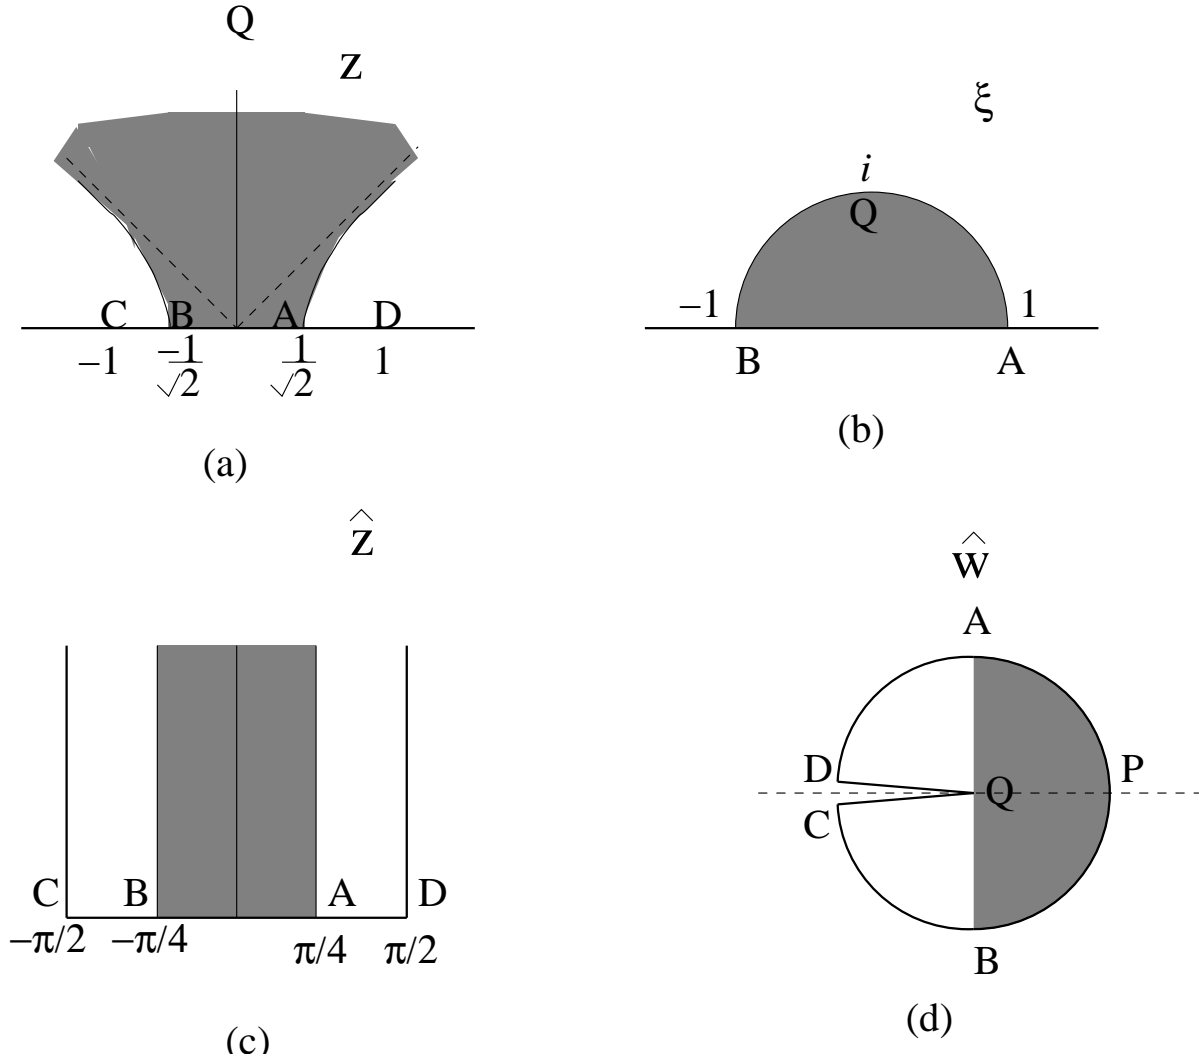 Q
z
C B A D
−1 −1/√2 1/√2 1
(a)
ξ
i
Q
−1 1
B A
(b)
ẑ
C B A D
−π/2 −π/4 π/4 π/2
(c)
ŵ
A
D Q P
C
B
(d)